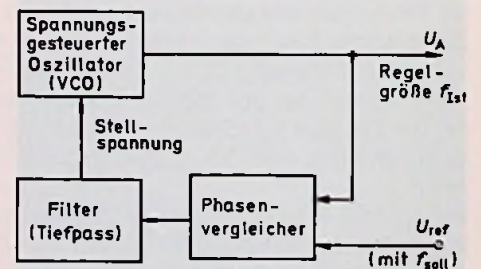 Spannungs-
gesteuerter
Oszillator
(VCO)
U_A
Regel-
größe f_Ist
Stell-
spannung
Filter
(Tiefpass)
Phasen-
vergleicher
U_ref
(mit f_soll)